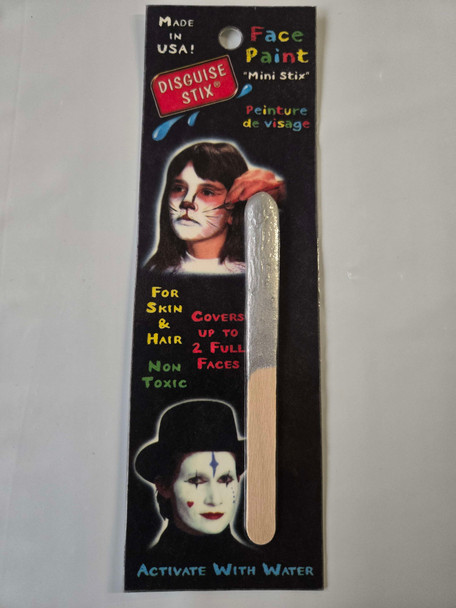 Made
in
USA!
Face
Paint
"Mini Stix"
DISGUISE
STIX®
Peinture
de visage
For
Skin
&
Hair
Covers
up to
2 Full
Faces
Non
Toxic
Activate With Water